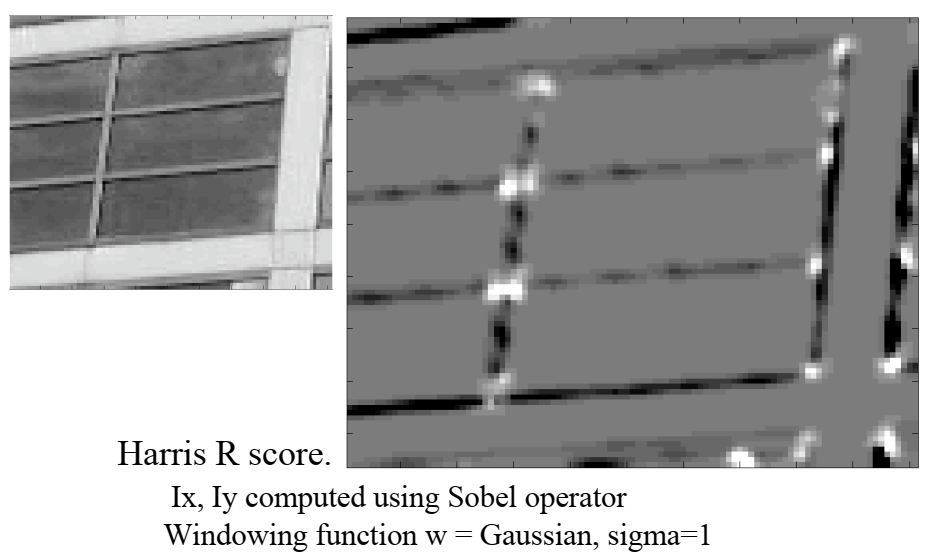 Harris R score.
Ix, Iy computed using Sobel operator
Windowing function w = Gaussian, sigma=1